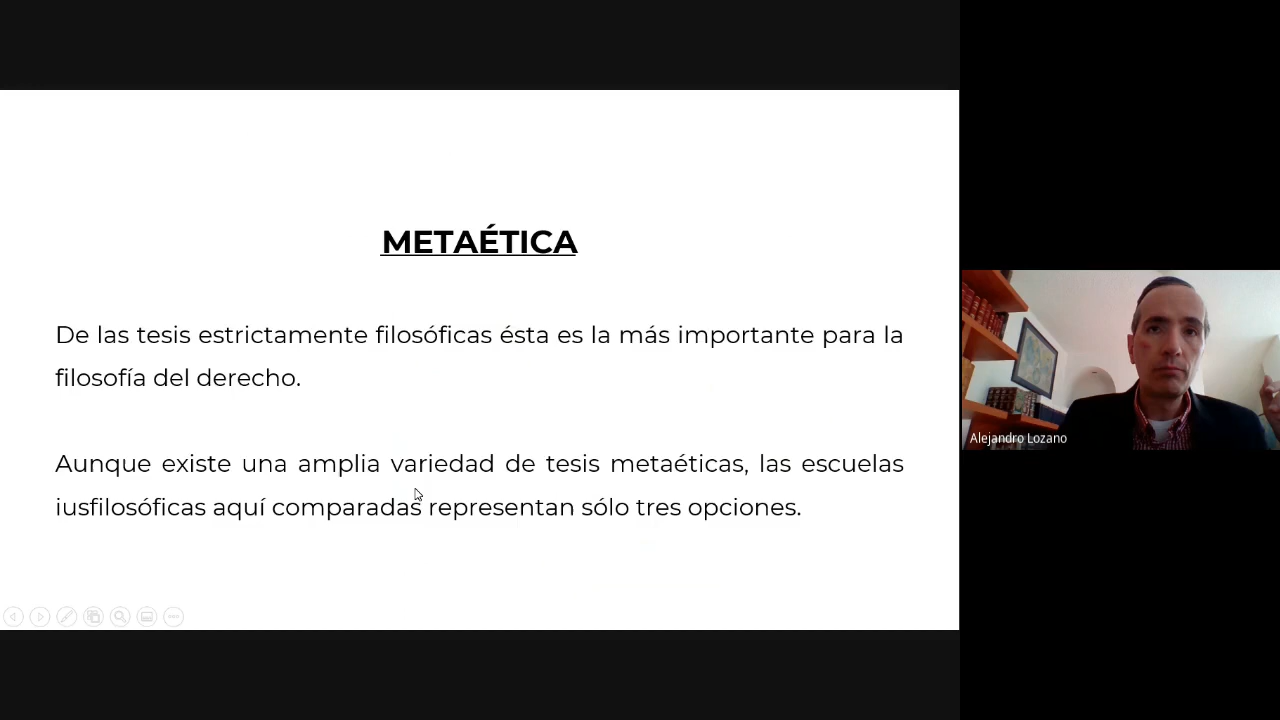 METAÉTICA
De las tesis estrictamente filosóficas ésta es la más importante para la
filosofía del derecho.
Aunque existe una amplia variedad de tesis metaéticas, las escuelas
iusfilosóficas aquí comparadas representan sólo tres opciones.
Alejandro Lozano